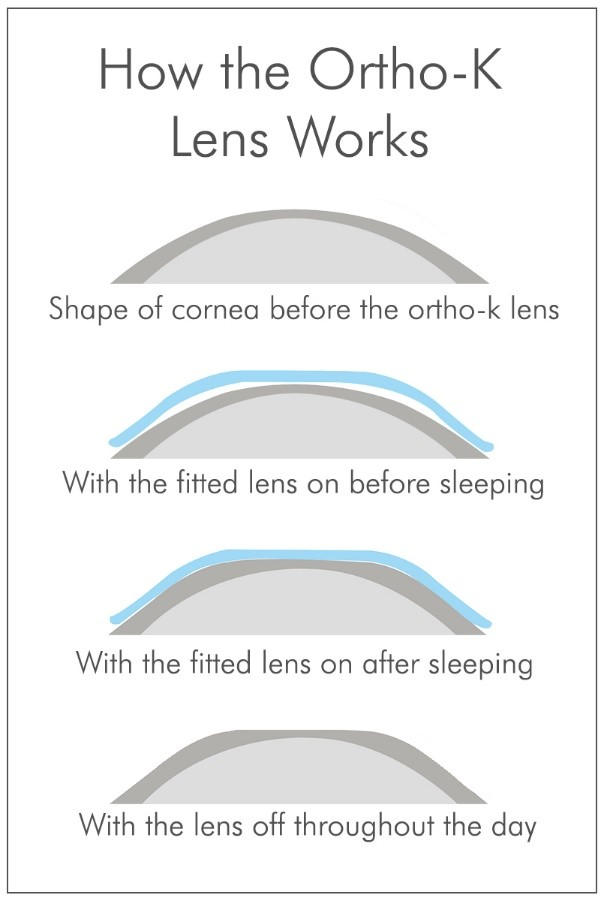 How the Ortho-K
Lens Works
Shape of cornea before the ortho-k lens
With the fitted lens on before sleeping
With the fitted lens on after sleeping
With the lens off throughout the day